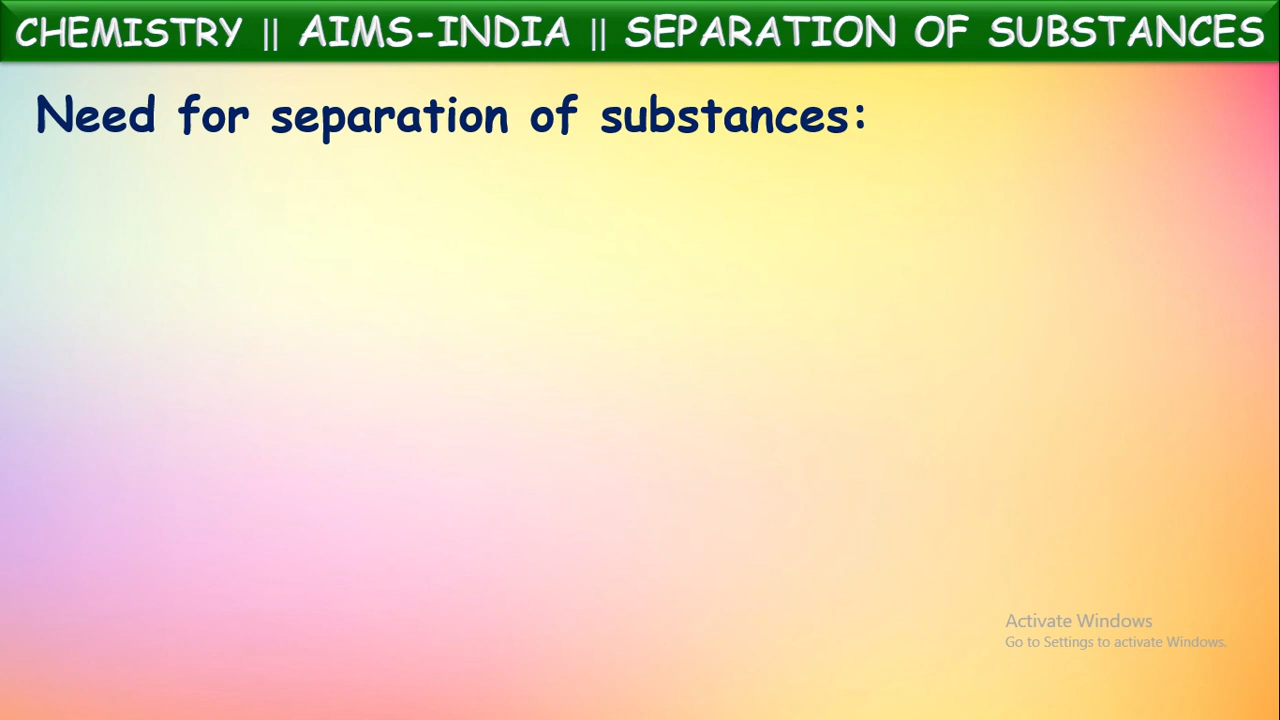 CHEMISTRY || AIMS-INDIA || SEPARATION OF SUBSTANCES
Need for separation of substances:
Activate Windows
Go to Settings to activate Windows.